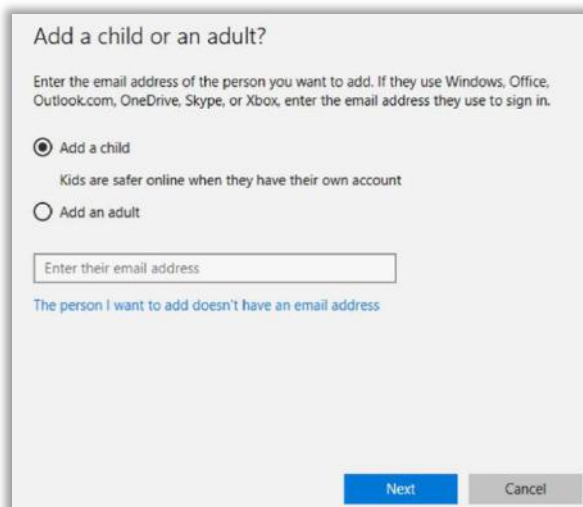 Add a child or an adult?
Enter the email address of the person you want to add. If they use Windows, Office,
Outlook.com, OneDrive, Skype, or Xbox, enter the email address they use to sign in.
Add a child
Kids are safer online when they have their own account
Add an adult
Enter their email address
The person I want to add doesn't have an email address
Next Cancel